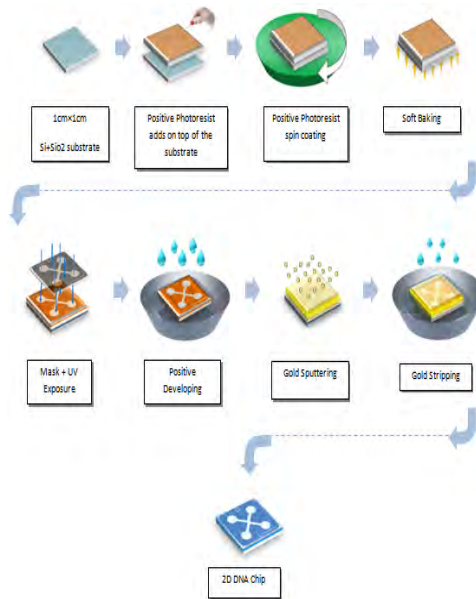 1cm×1cm
Si+Sio2 substrate
Positive Photoresist
adds on top of the
substrate
Positive Photoresist
spin coating
Soft Baking
Mask + UV
Exposure
Positive
Developing
Gold Sputtering
Gold Stripping
2D DNA Chip